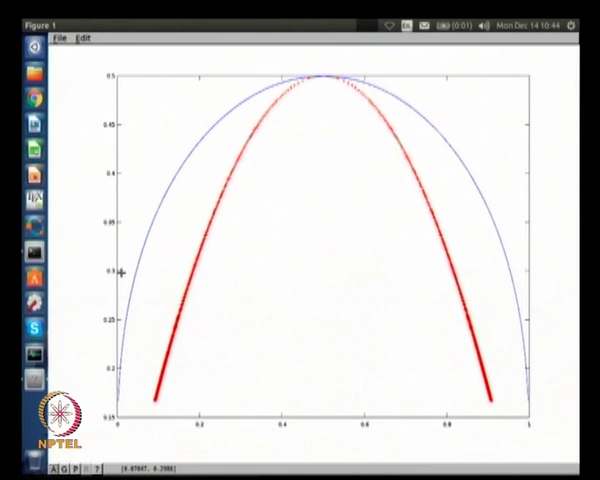 Figure 1
EN
(0:01)
Mon Dec 14 10:44
File Edit
0.5
0.45
0.4
0.35
0.3
0.25
0.2
0.15
0 0.2 0.4 0.6 0.8 1
NPTEL
A G P R ?